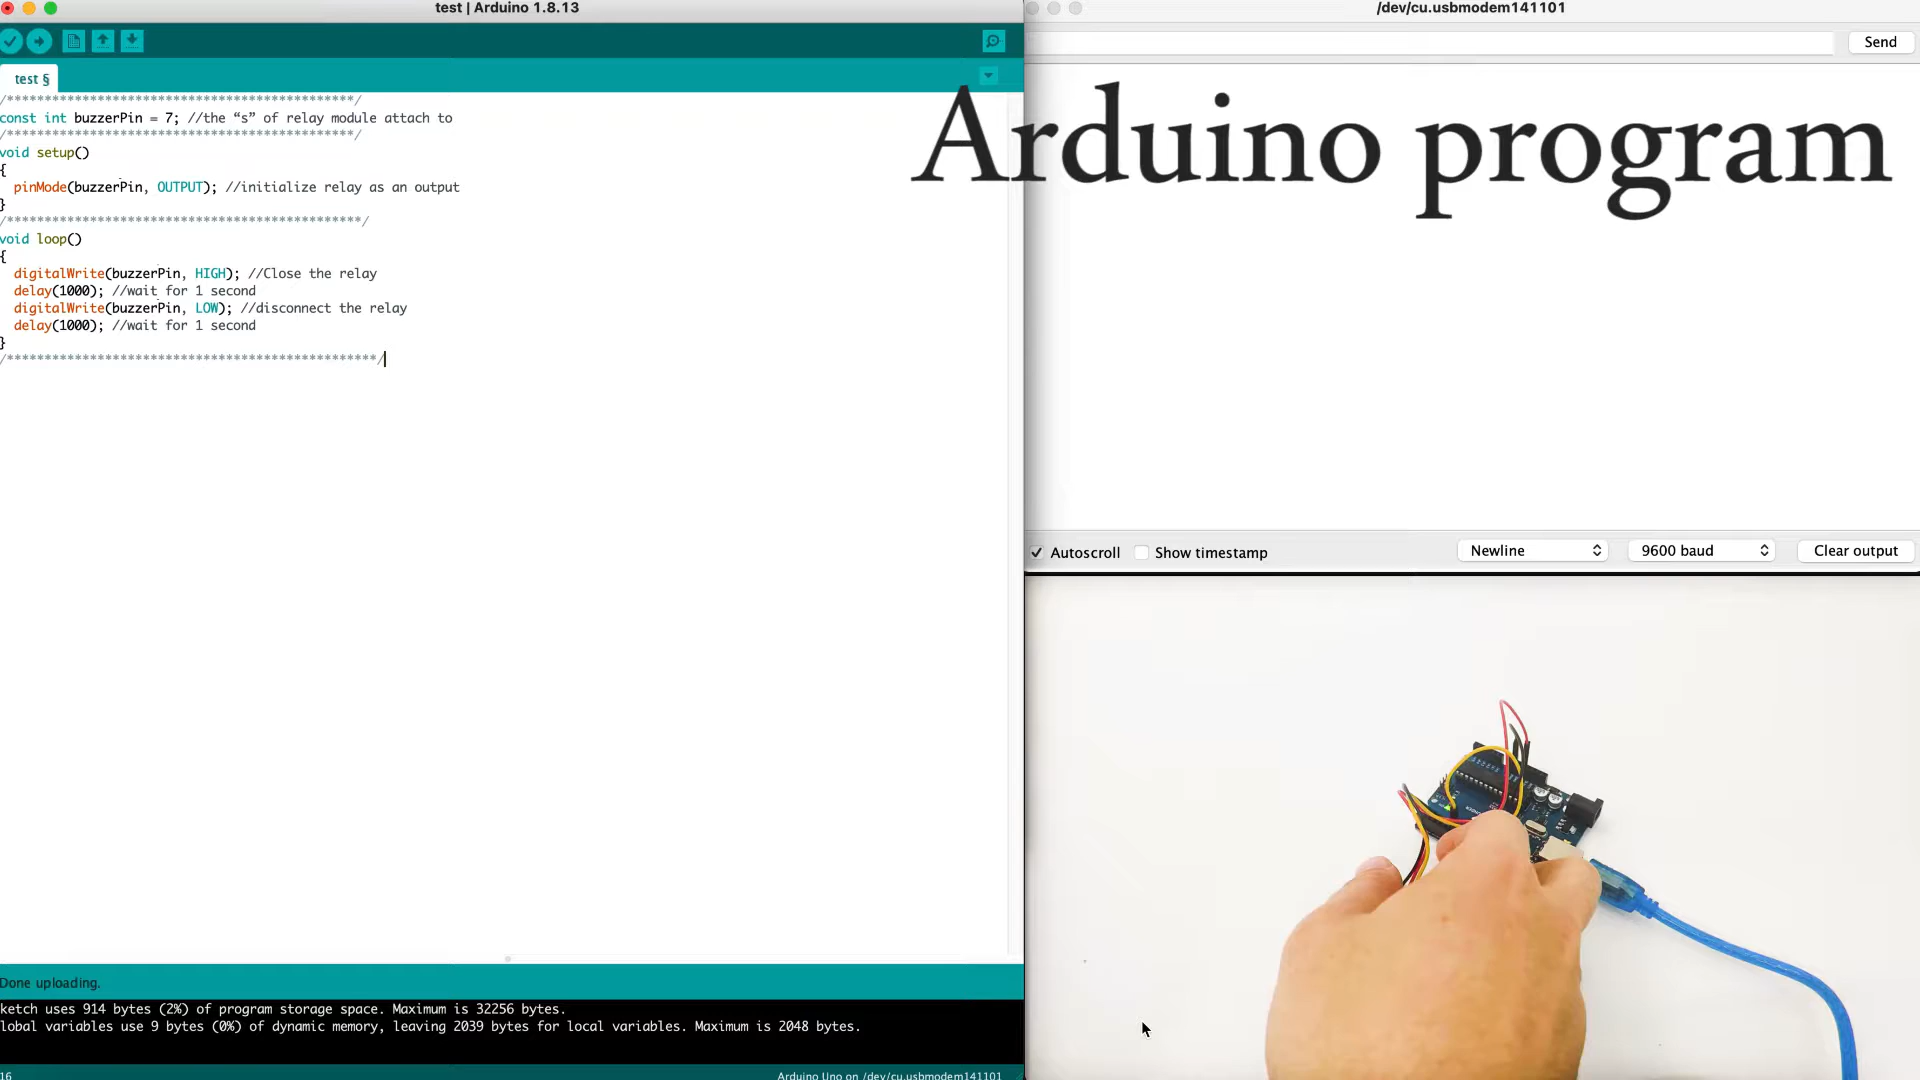 test | Arduino 1.8.13
test §
/***********************************************/
const int buzzerPin = 7; //the “s” of relay module attach to
/***********************************************/
void setup()
{
pinMode(buzzerPin, OUTPUT); //initialize relay as an output
}
/************************************************/
void loop()
{
digitalWrite(buzzerPin, HIGH); //Close the relay
delay(1000); //wait for 1 second
digitalWrite(buzzerPin, LOW); //disconnect the relay
delay(1000); //wait for 1 second
}
/**************************************************/
Done uploading.
ketch uses 914 bytes (2%) of program storage space. Maximum is 32256 bytes.
lobal variables use 9 bytes (0%) of dynamic memory, leaving 2039 bytes for local variables. Maximum is 2048 bytes.
16
Arduino Uno on /dev/cu.usbmodem141101
/dev/cu.usbmodem141101
Send
Arduino program
Autoscroll
Show timestamp
Newline
9600 baud
Clear output